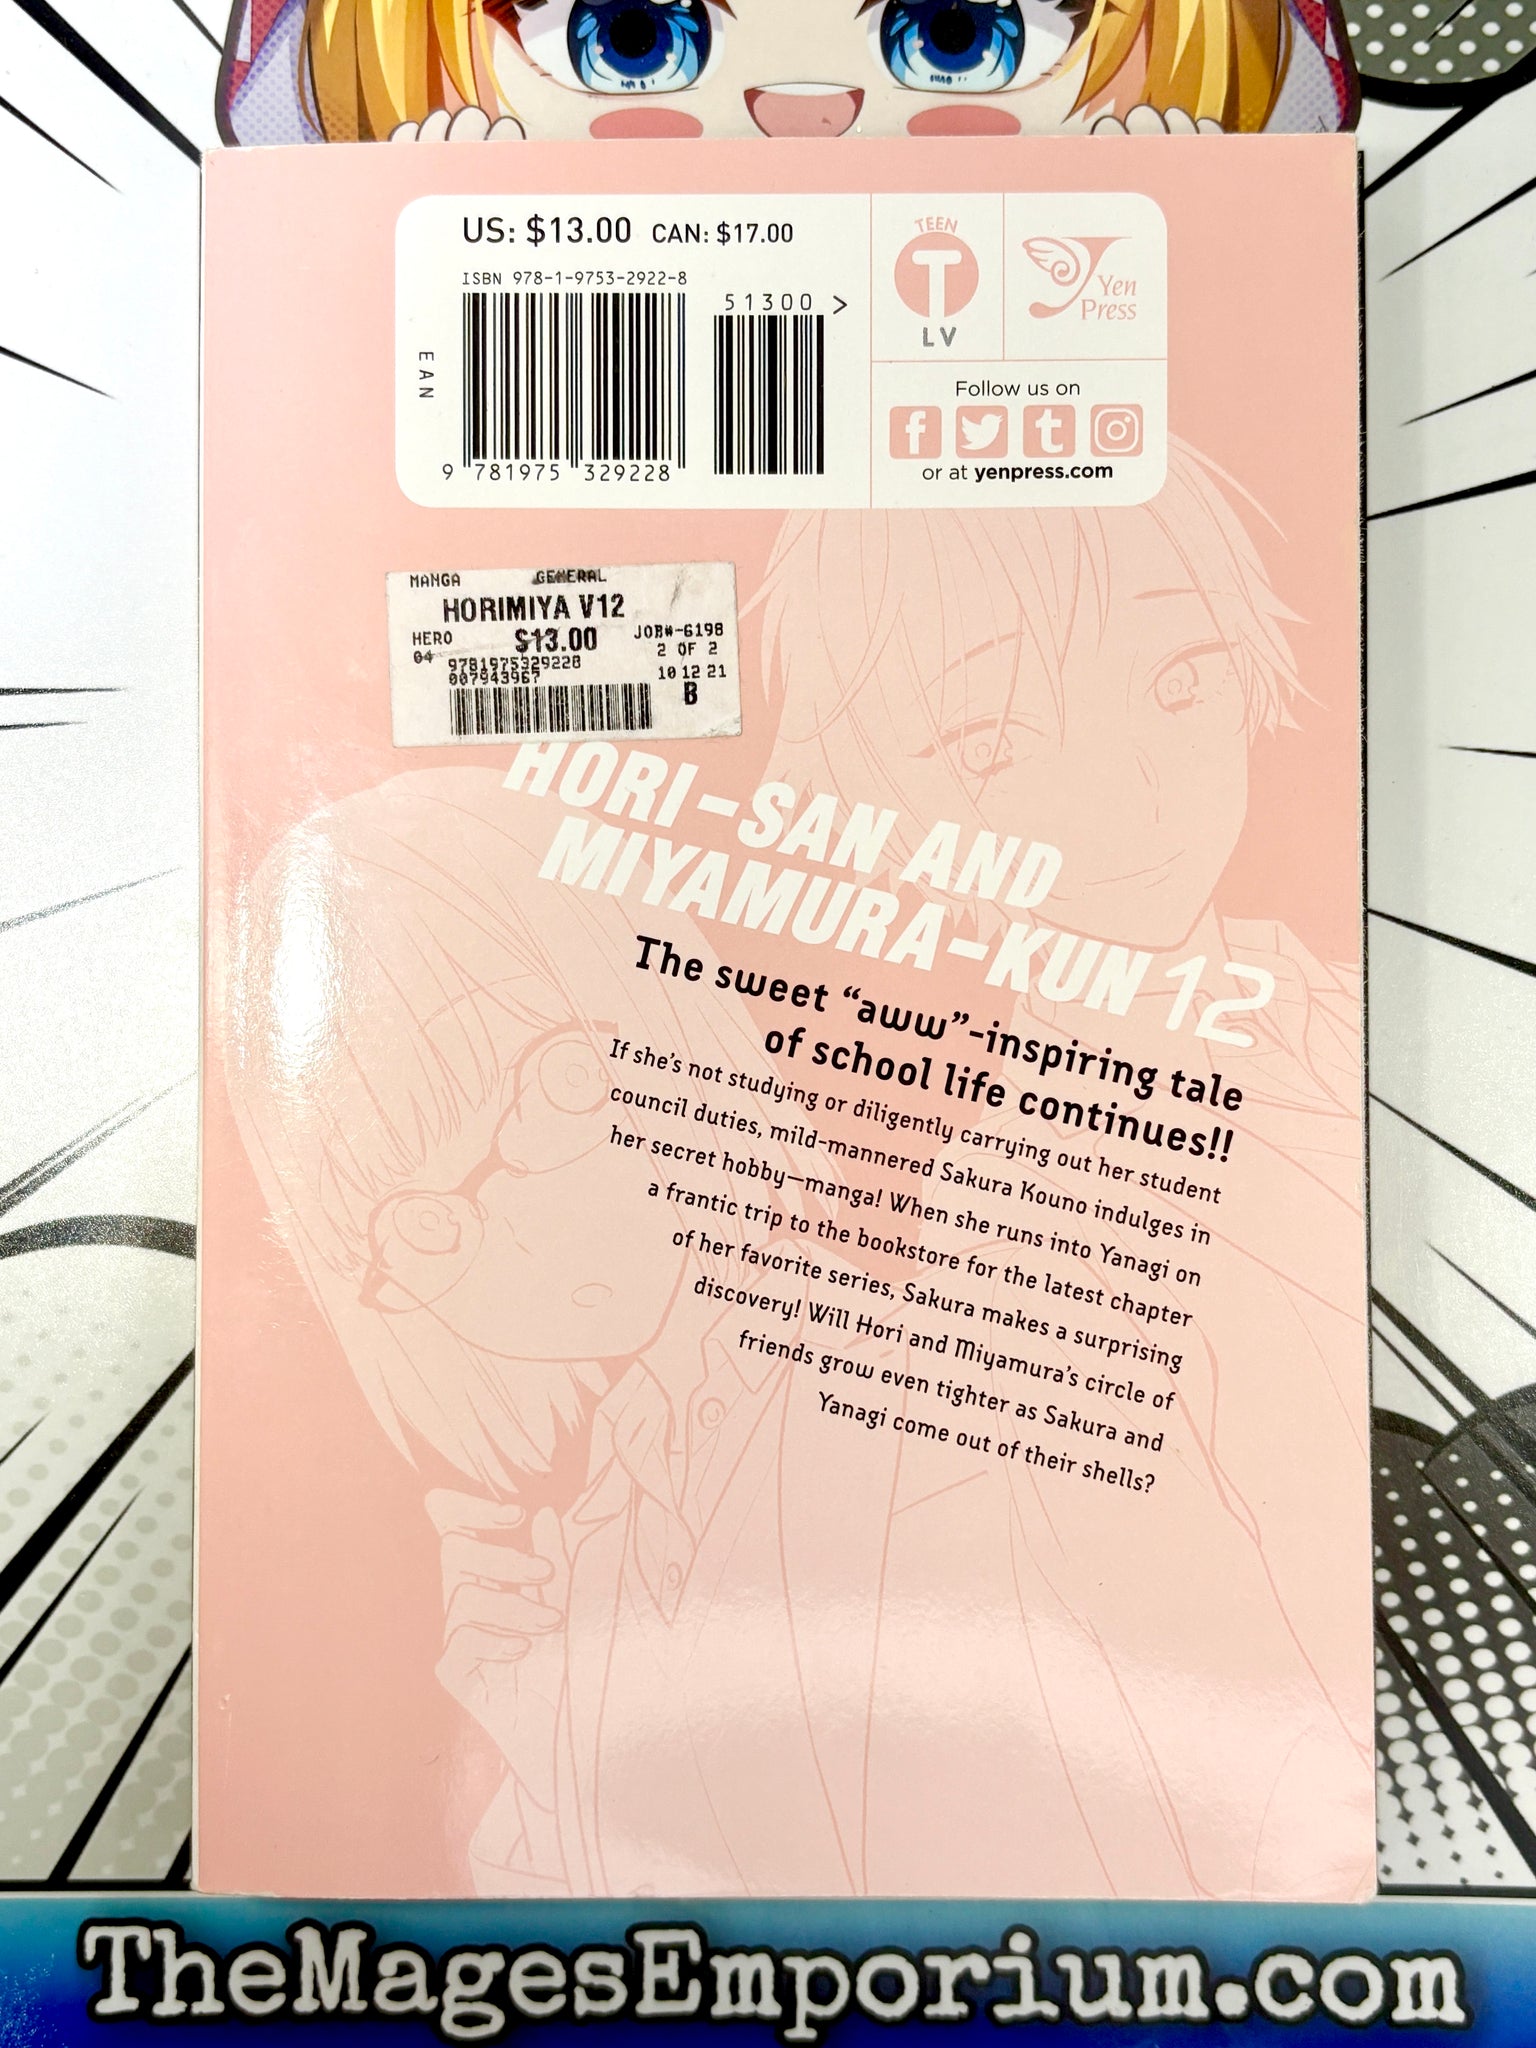 US: $13.00 CAN: $17.00
ISBN 978-1-9753-2922-8
51300 >
EAN
9 781975 329228
TEEN
T
LV
Yen
Press
Follow us on
f t
or at yenpress.com
MANGA GENERAL
HORIMIYA V12
HERO $13.00 JOB#-6198
04 9781975329228 2 OF 2
007943967 10 12 21
B
HORI-SAN AND
MIYAMURA-KUN 12
The sweet “aww”-inspiring tale
of school life continues!!
If she’s not studying or diligently carrying out her student
council duties, mild-mannered Sakura Kouno indulges in
her secret hobby—manga! When she runs into Yanagi on
a frantic trip to the bookstore for the latest chapter
of her favorite series, Sakura makes a surprising
discovery! Will Hori and Miyamura’s circle of
friends grow even tighter as Sakura and
Yanagi come out of their shells?
TheMagesEmporium.com